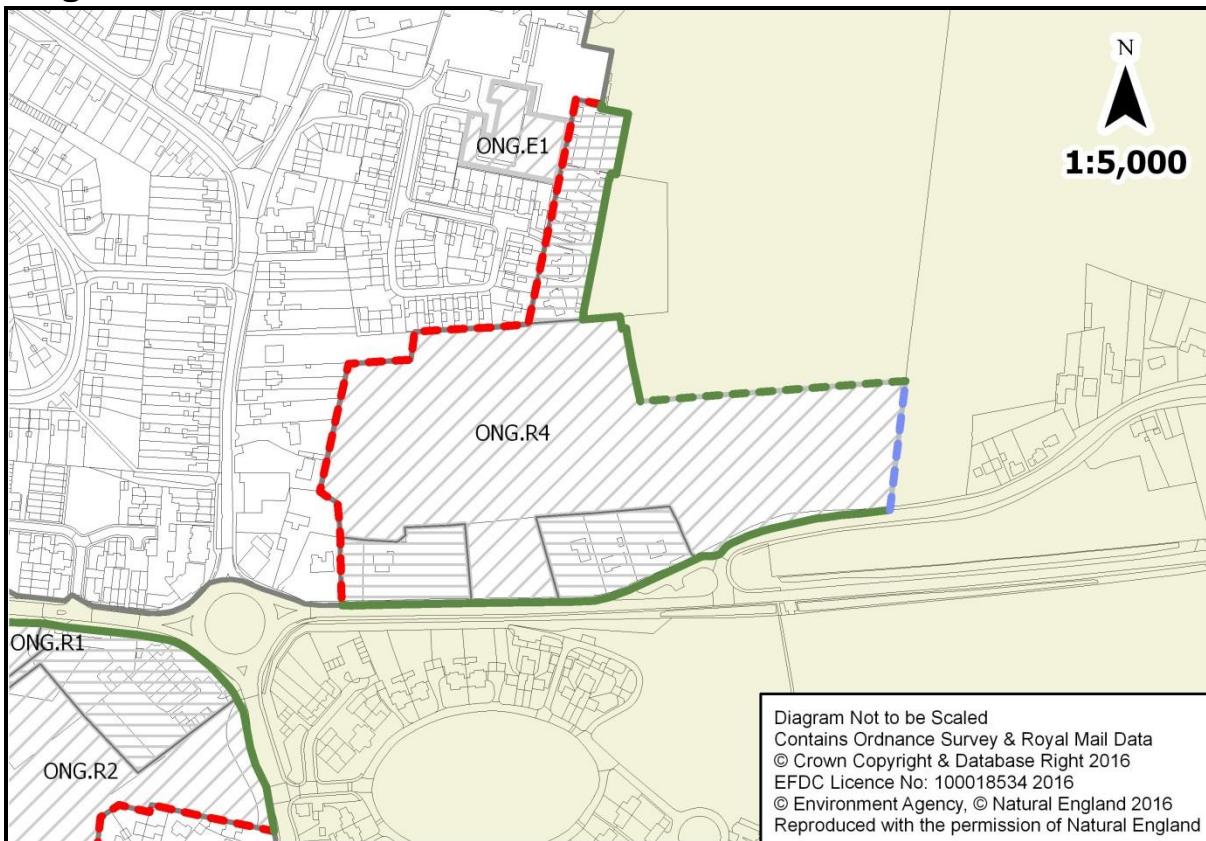 N
1:5,000
ONG.E1
ONG.R4
ONG.R1
ONG.R2
Diagram Not to be Scaled
Contains Ordnance Survey & Royal Mail Data
© Crown Copyright & Database Right 2016
EFDC Licence No: 100018534 2016
© Environment Agency, © Natural England 2016
Reproduced with the permission of Natural England